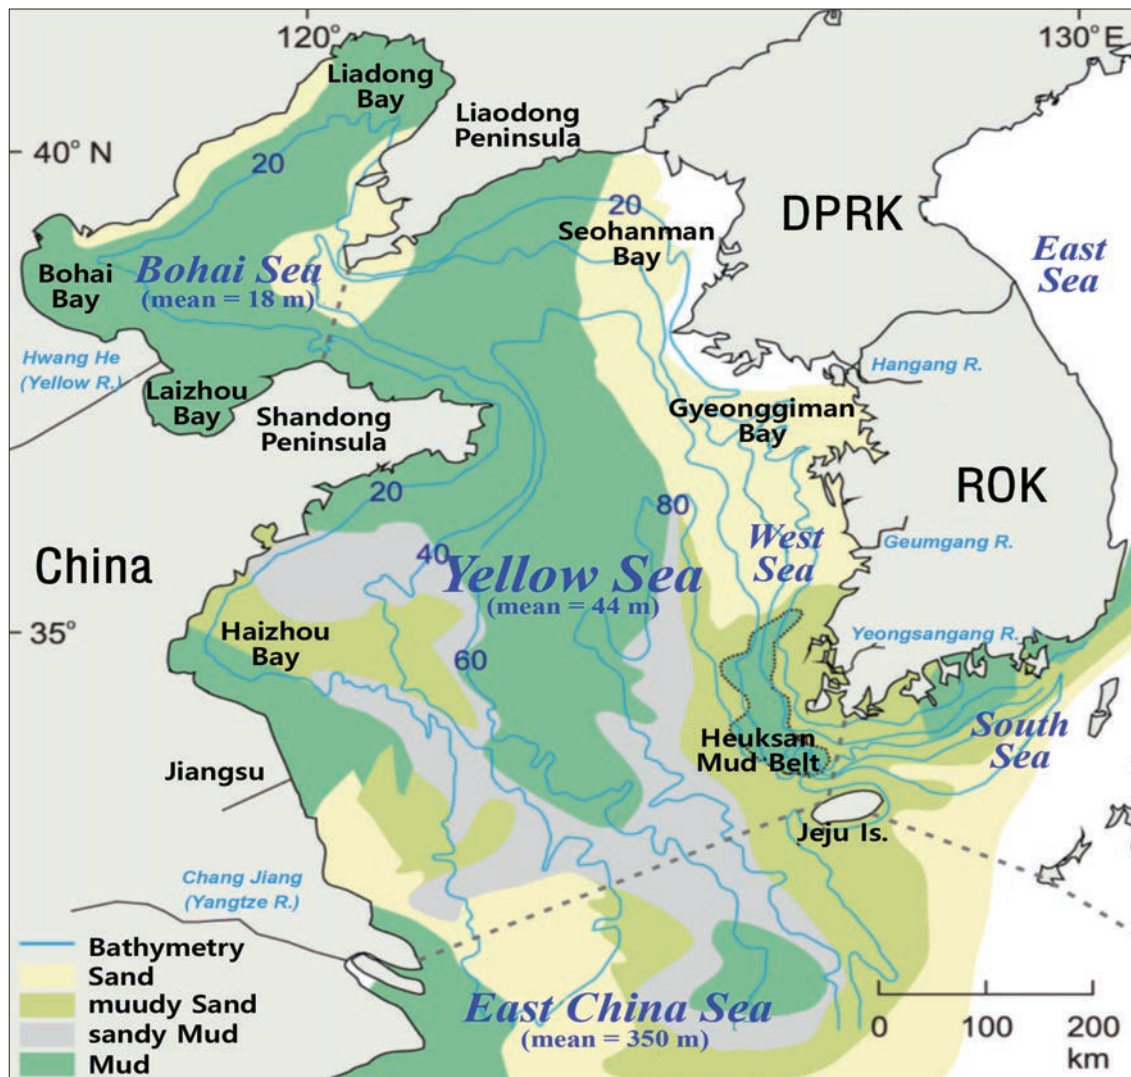 120°
130° E
Liadong
Bay
Liaodong
Peninsula
40° N
20
20
Seohanman
Bay
DPRK
East
Sea
Bohai
Bay
Bohai Sea
(mean = 18 m)
Hwang He
(Yellow R.)
Hangang R.
Laizhou
Bay
Shandong
Peninsula
Gyeonggiman
Bay
20
80
ROK
China
40
Yellow Sea
(mean = 44 m)
West
Sea
Geumgang R.
35°
Haizhou
Bay
60
Yeongsangang R.
Heuksan
Mud Belt
South
Sea
Jiangsu
Jeju Is.
Chang Jiang
(Yangtze R.)
Bathymetry
Sand
muudy Sand
sandy Mud
Mud
East China Sea
(mean = 350 m)
0 100 200
km